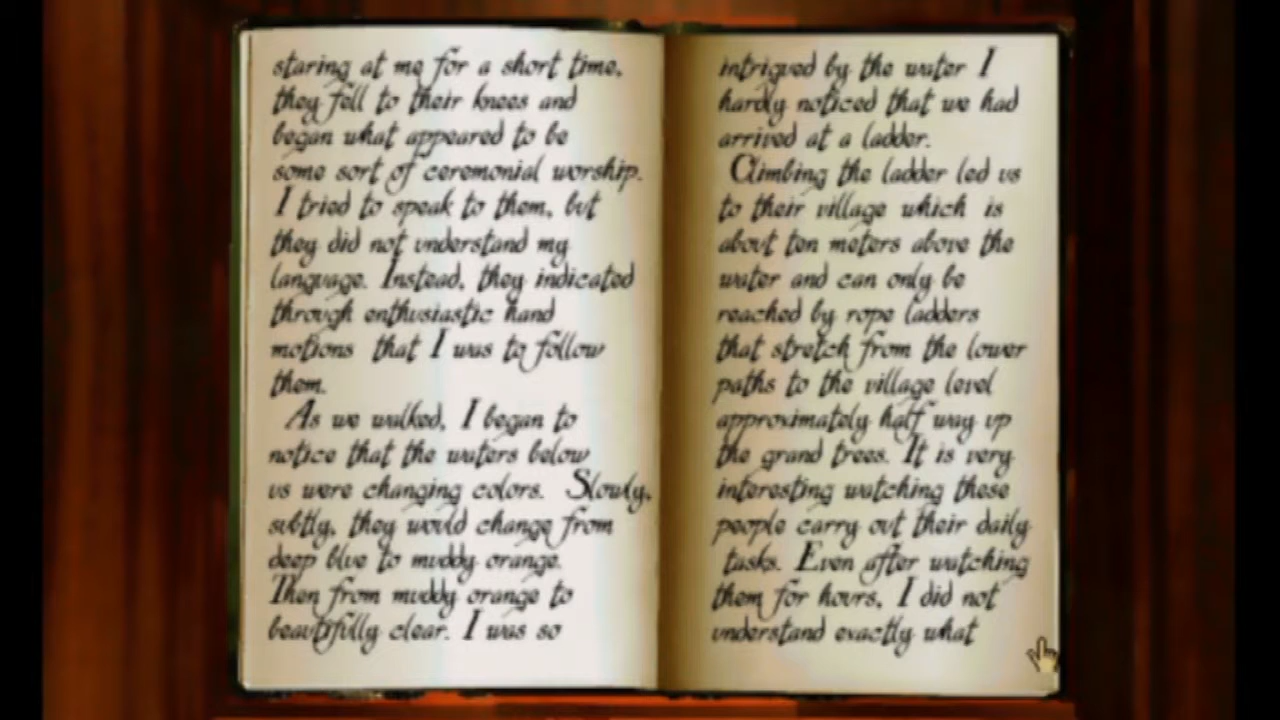 staring at me for a short time,
they fell to their knees and
began what appeared to be
some sort of ceremonial worship.
I tried to speak to them, but
they did not understand my
language. Instead, they indicated
through enthusiastic hand
motions that I was to follow
them.
As we walked, I began to
notice that the waters below
us were changing colors. Slowly,
subtly, they would change from
deep blue to muddy orange.
Then from muddy orange to
beautifully clear. I was so
intrigued by the water I
hardly noticed that we had
arrived at a ladder.
Climbing the ladder led us
to their village which is
about ten meters above the
water and can only be
reached by rope ladders
that stretch from the lower
paths to the village level
approximately half way up
the grand trees. It is very
interesting watching these
people carry out their daily
tasks. Even after watching
them for hours, I did not
understand exactly what